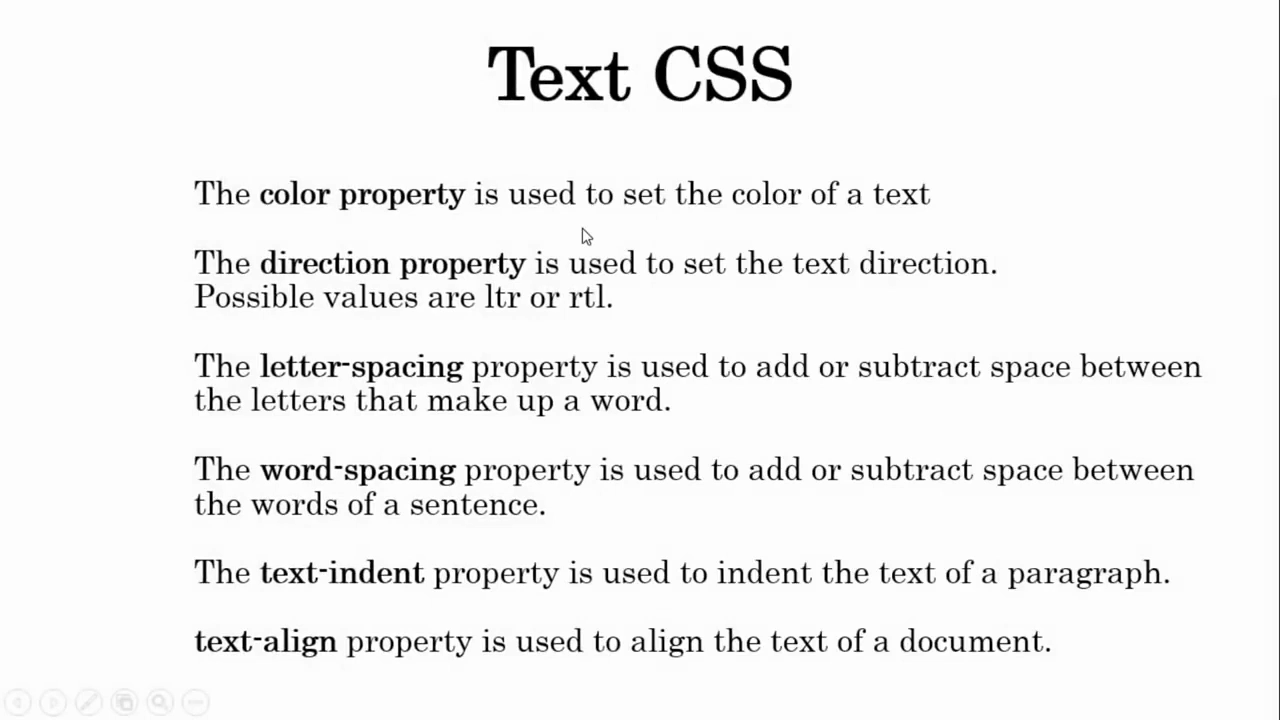 Text CSS
The color property is used to set the color of a text
The direction property is used to set the text direction.
Possible values are ltr or rtl.
The letter-spacing property is used to add or subtract space between
the letters that make up a word.
The word-spacing property is used to add or subtract space between
the words of a sentence.
The text-indent property is used to indent the text of a paragraph.
text-align property is used to align the text of a document.